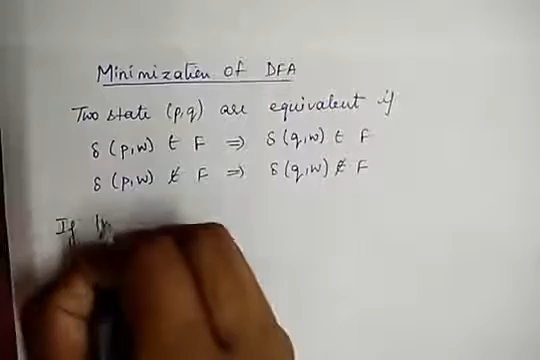 Minimization of DFA
Two state (p,q) are equivalent if
δ (p,w) ∈ F ⇒ δ (q,w) ∈ F
δ (p,w) ∉ F ⇒ δ (q,w) ∉ F
If